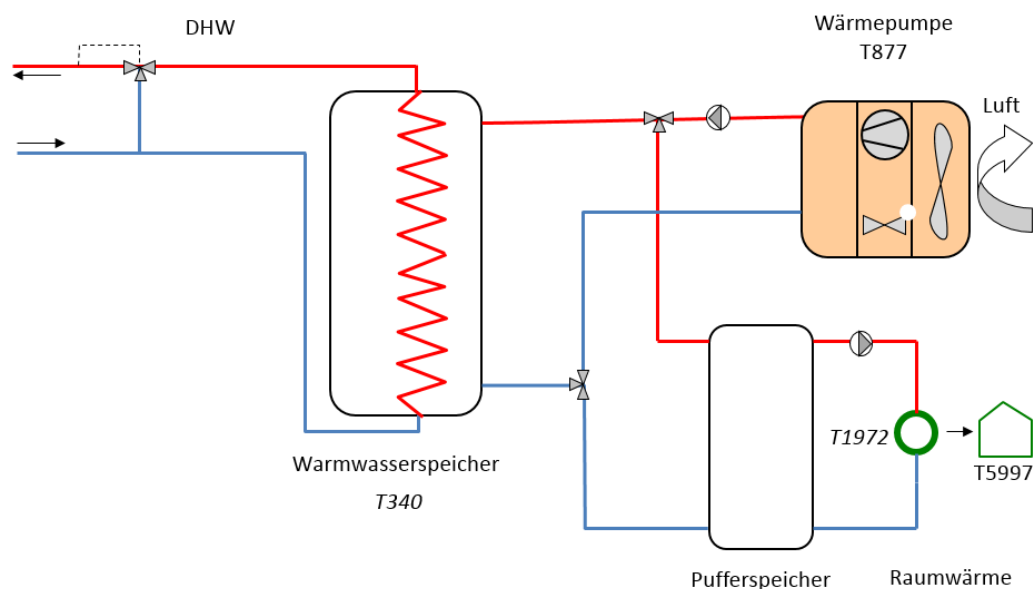 DHW
Wärmepumpe
T877
Luft
T1972
T5997
Warmwasserspeicher
T340
Pufferspeicher
Raumwärme